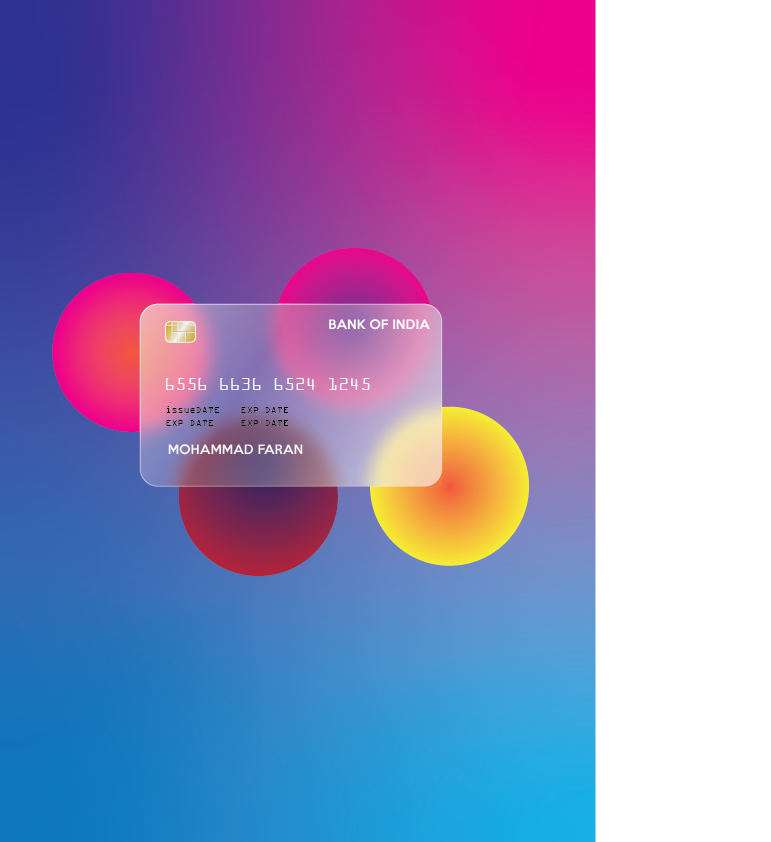 BANK OF INDIA
6556 6636 6524 1245
issueDATE EXP DATE
EXP DATE EXP DATE
MOHAMMAD FARAN